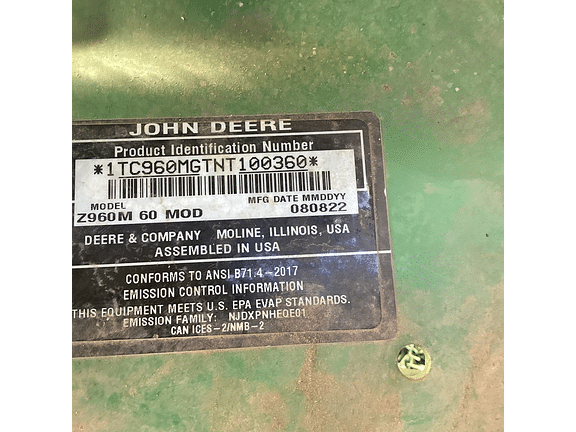 JOHN DEERE
Product Identification Number
*1TC960MGTNT100360*
MODEL MFG DATE MMDDYY
Z960M 60 MOD 080822
DEERE & COMPANY MOLINE, ILLINOIS, USA
ASSEMBLED IN USA
CONFORMS TO ANSI B71.4-2017
EMISSION CONTROL INFORMATION
THIS EQUIPMENT MEETS U.S. EPA EVAP STANDARDS.
EMISSION FAMILY: NJDXPNHEQE01
CAN ICES-2/NMB-2